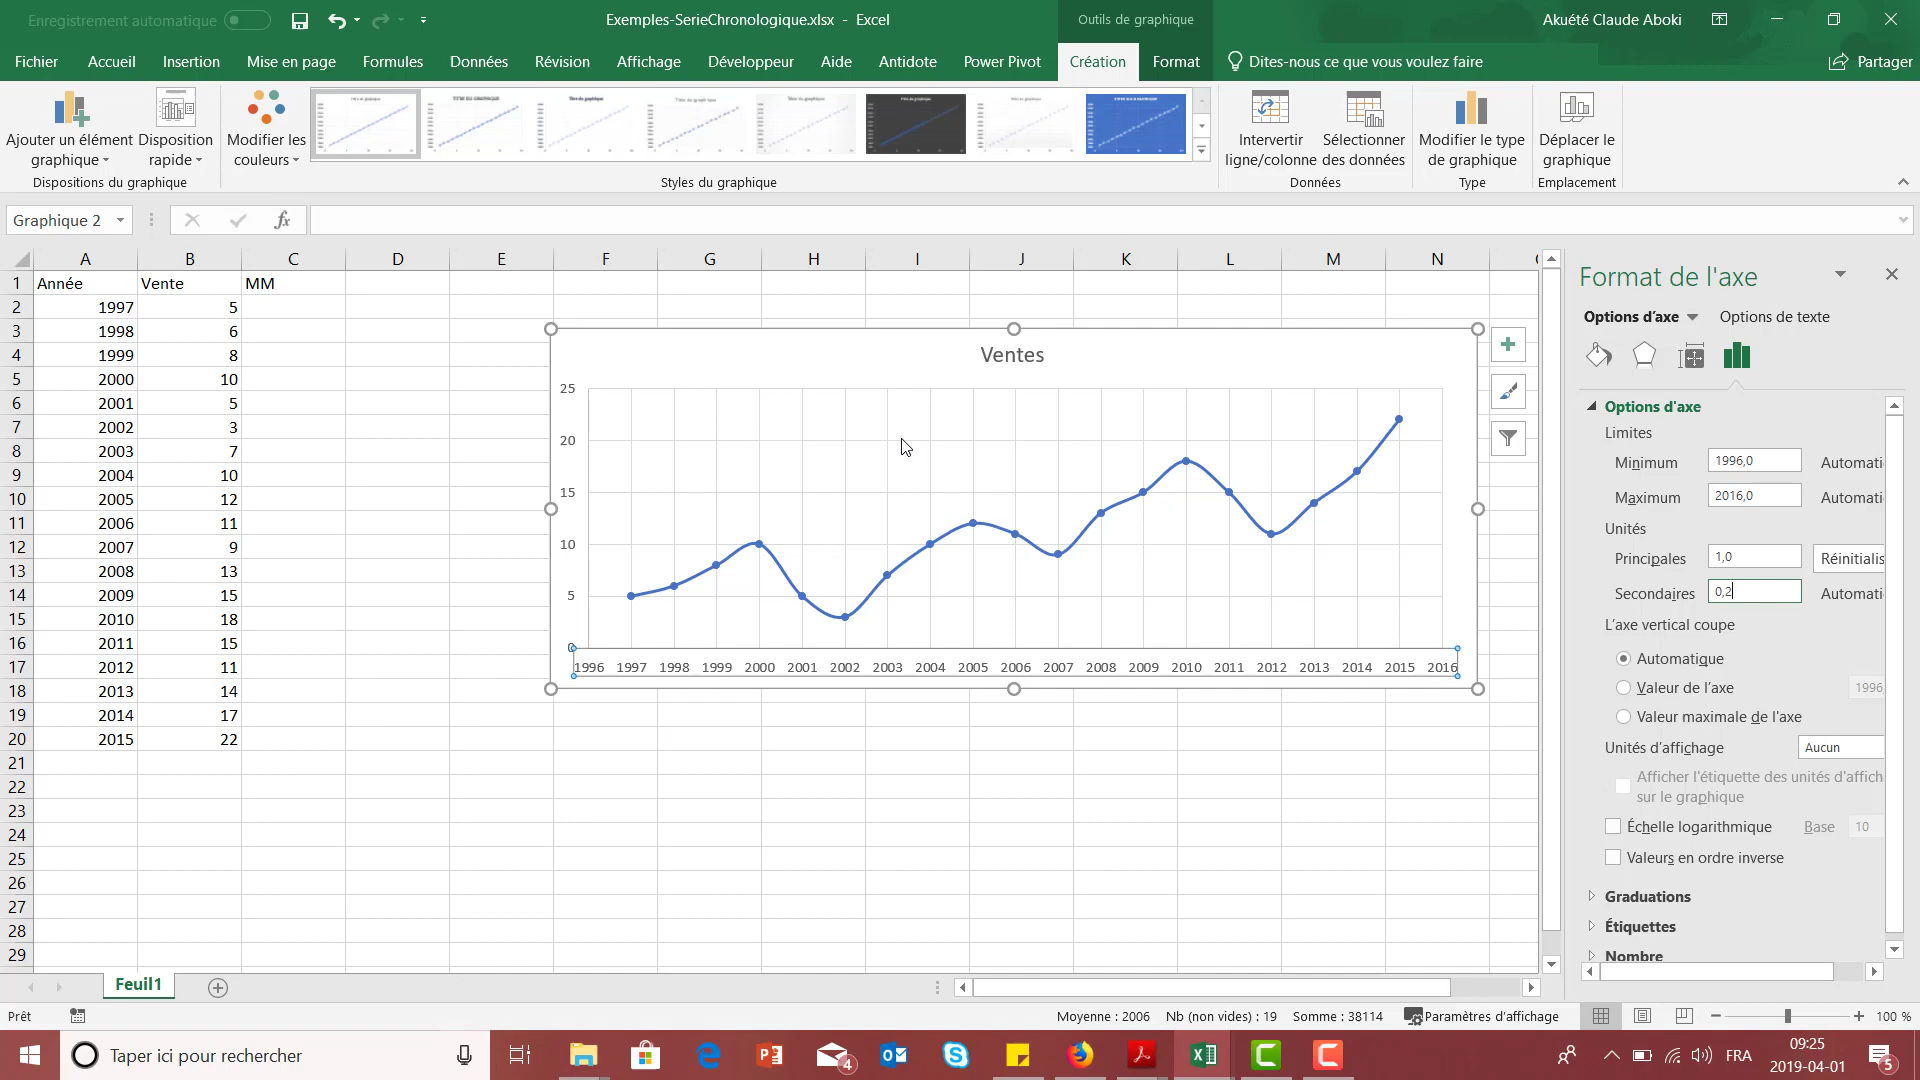 Enregistrement automatique
Exemples-SerieChronologique.xlsx - Excel
Outils de graphique
Akuété Claude Aboki
Fichier Accueil Insertion Mise en page Formules Données Révision Affichage Développeur Aide Antidote Power Pivot Création Format Dites-nous ce que vous voulez faire Partager
Ajouter un élément graphique
Disposition rapide
Dispositions du graphique
Modifier les couleurs
Styles du graphique
Intervertir ligne/colonne
Sélectionner des données
Données
Modifier le type de graphique
Type
Déplacer le graphique
Emplacement
Graphique 2
fx
A B C D E F G H I J K L M N
1 Année Vente MM
2 1997 5
3 1998 6
4 1999 8
5 2000 10
6 2001 5
7 2002 3
8 2003 7
9 2004 10
10 2005 12
11 2006 11
12 2007 9
13 2008 13
14 2009 15
15 2010 18
16 2011 15
17 2012 11
18 2013 14
19 2014 17
20 2015 22
21
22
23
24
25
26
27
28
29
Ventes
25
20
15
10
5
0
1996 1997 1998 1999 2000 2001 2002 2003 2004 2005 2006 2007 2008 2009 2010 2011 2012 2013 2014 2015 2016
Format de l'axe
Options d'axe Options de texte
Options d'axe
Limites
Minimum 1996,0 Automati
Maximum 2016,0 Automati
Unités
Principales 1,0 Réinitialis
Secondaires 0,2 Automati
L'axe vertical coupe
Automatique
Valeur de l'axe 1996,
Valeur maximale de l'axe
Unités d'affichage Aucun
Afficher l'étiquette des unités d'affich
sur le graphique
Échelle logarithmique Base 10
Valeurs en ordre inverse
Graduations
Étiquettes
Nombre
Feuil1
Prêt
Moyenne : 2006 Nb (non vides) : 19 Somme : 38114 Paramètres d'affichage 100 %
Taper ici pour rechercher
4
FRA
09:25
2019-04-01
5